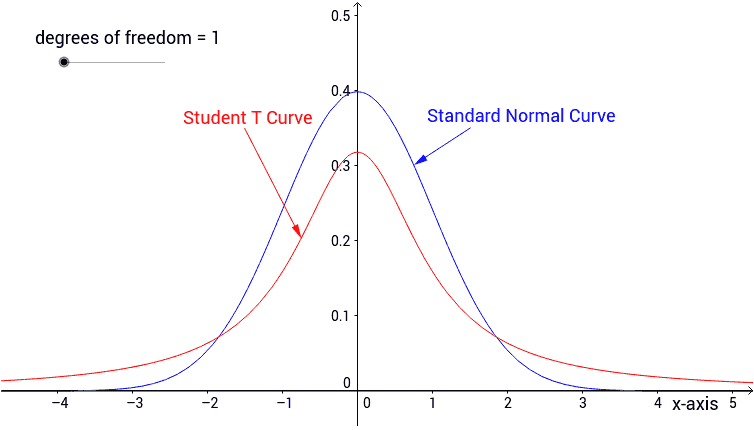 0.5
degrees of freedom = 1
0.4
Student T Curve
Standard Normal Curve
0.3
0.2
0.1
0
−4 −3 −2 −1 0 1 2 3 4 x-axis 5